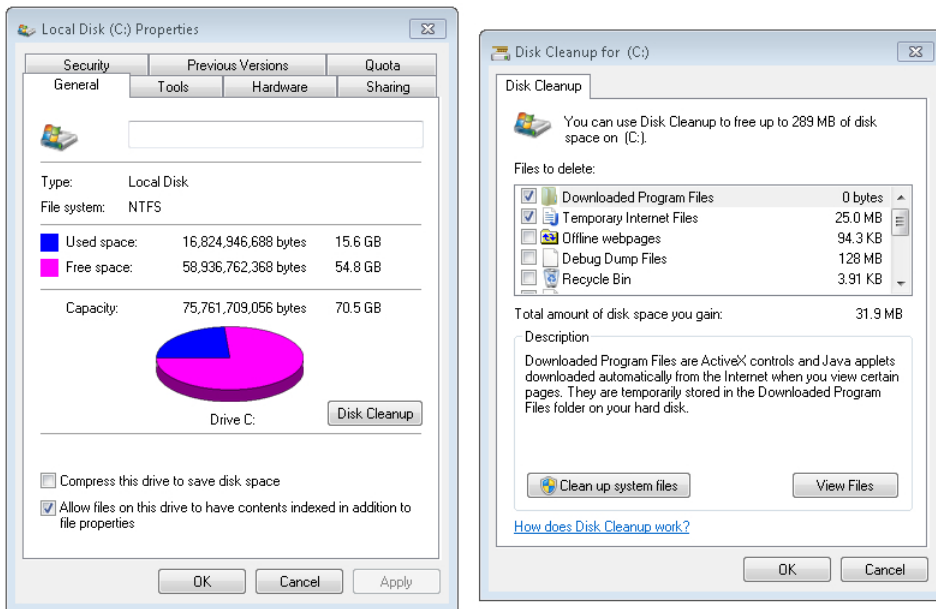 Local Disk (C:) Properties
Security Previous Versions Quota
General Tools Hardware Sharing
Type: Local Disk
File system: NTFS
Used space: 16,824,946,688 bytes 15.6 GB
Free space: 58,936,762,368 bytes 54.8 GB
Capacity: 75,761,709,056 bytes 70.5 GB
Drive C: Disk Cleanup
Compress this drive to save disk space
Allow files on this drive to have contents indexed in addition to
file properties
OK Cancel Apply
Disk Cleanup for (C:)
Disk Cleanup
You can use Disk Cleanup to free up to 289 MB of disk
space on (C:).
Files to delete:
Downloaded Program Files 0 bytes
Temporary Internet Files 25.0 MB
Offline webpages 94.3 KB
Debug Dump Files 128 MB
Recycle Bin 3.91 KB
Total amount of disk space you gain: 31.9 MB
Description
Downloaded Program Files are ActiveX controls and Java applets
downloaded automatically from the Internet when you view certain
pages. They are temporarily stored in the Downloaded Program
Files folder on your hard disk.
Clean up system files View Files
How does Disk Cleanup work?
OK Cancel